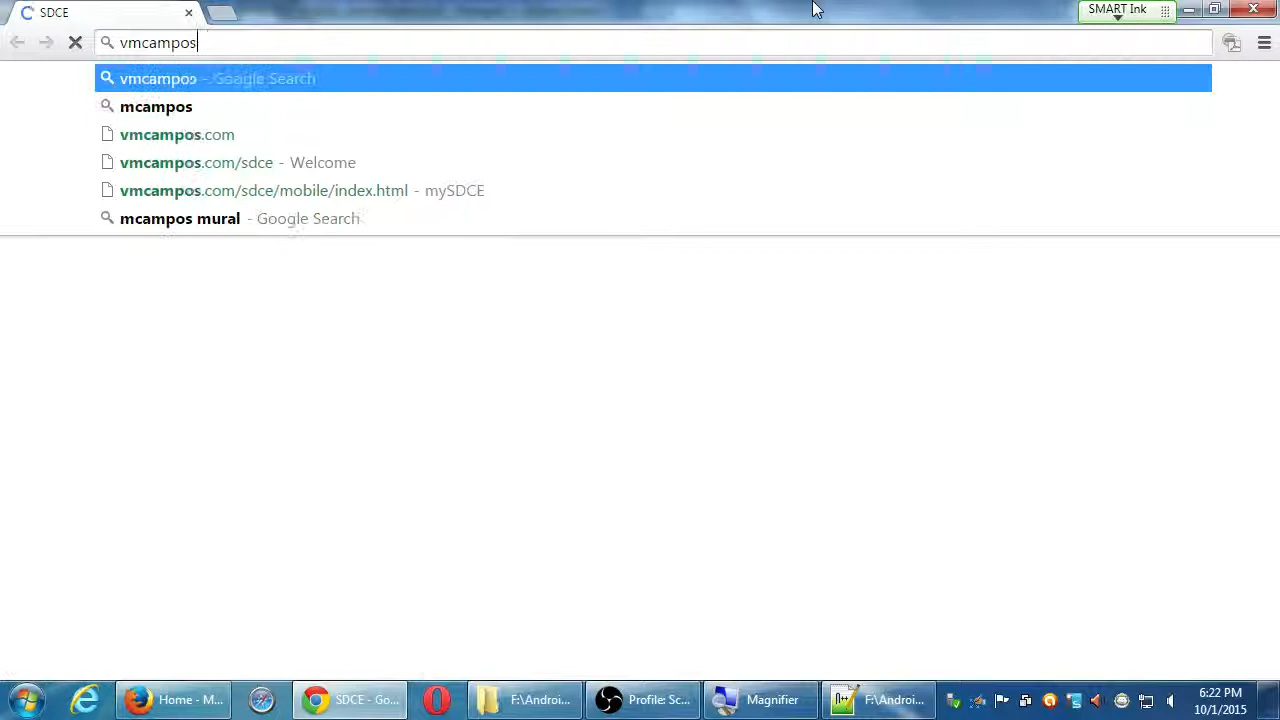 SDCE
SMART Ink
vmcampos
vmcampos - Google Search
mcampos
vmcampos.com
vmcampos.com/sdce - Welcome
vmcampos.com/sdce/mobile/index.html - mySDCE
mcampos mural - Google Search
Home - M...
SDCE - Go...
F:\Androi...
Profile: Sc...
Magnifier
F:\Androi...
6:22 PM
10/1/2015